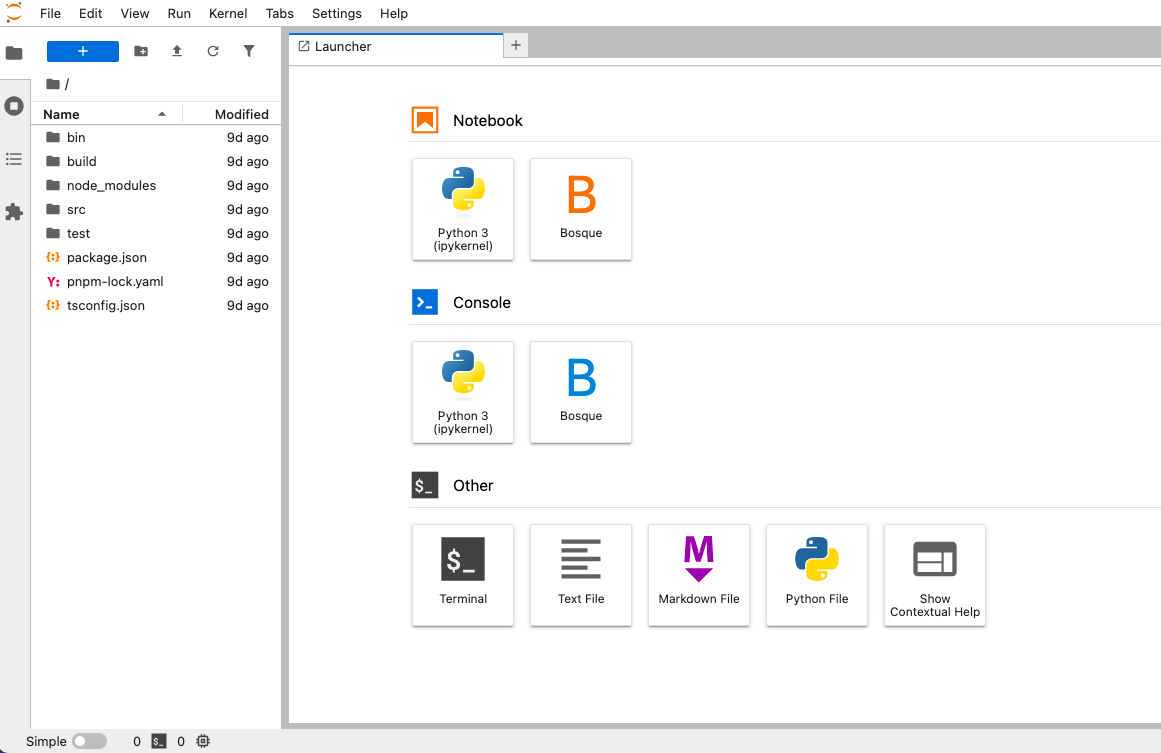 File Edit View Run Kernel Tabs Settings Help
+
Launcher
+
/
Name Modified
bin 9d ago
build 9d ago
node_modules 9d ago
src 9d ago
test 9d ago
{:} package.json 9d ago
Y: pnpm-lock.yaml 9d ago
{:} tsconfig.json 9d ago
Notebook
Python 3
(ipykernel)
B
Bosque
>_ Console
Python 3
(ipykernel)
B
Bosque
$_ Other
$_
Terminal
Text File
M
Markdown File
Python File
Show
Contextual Help
Simple 0 $_ 0